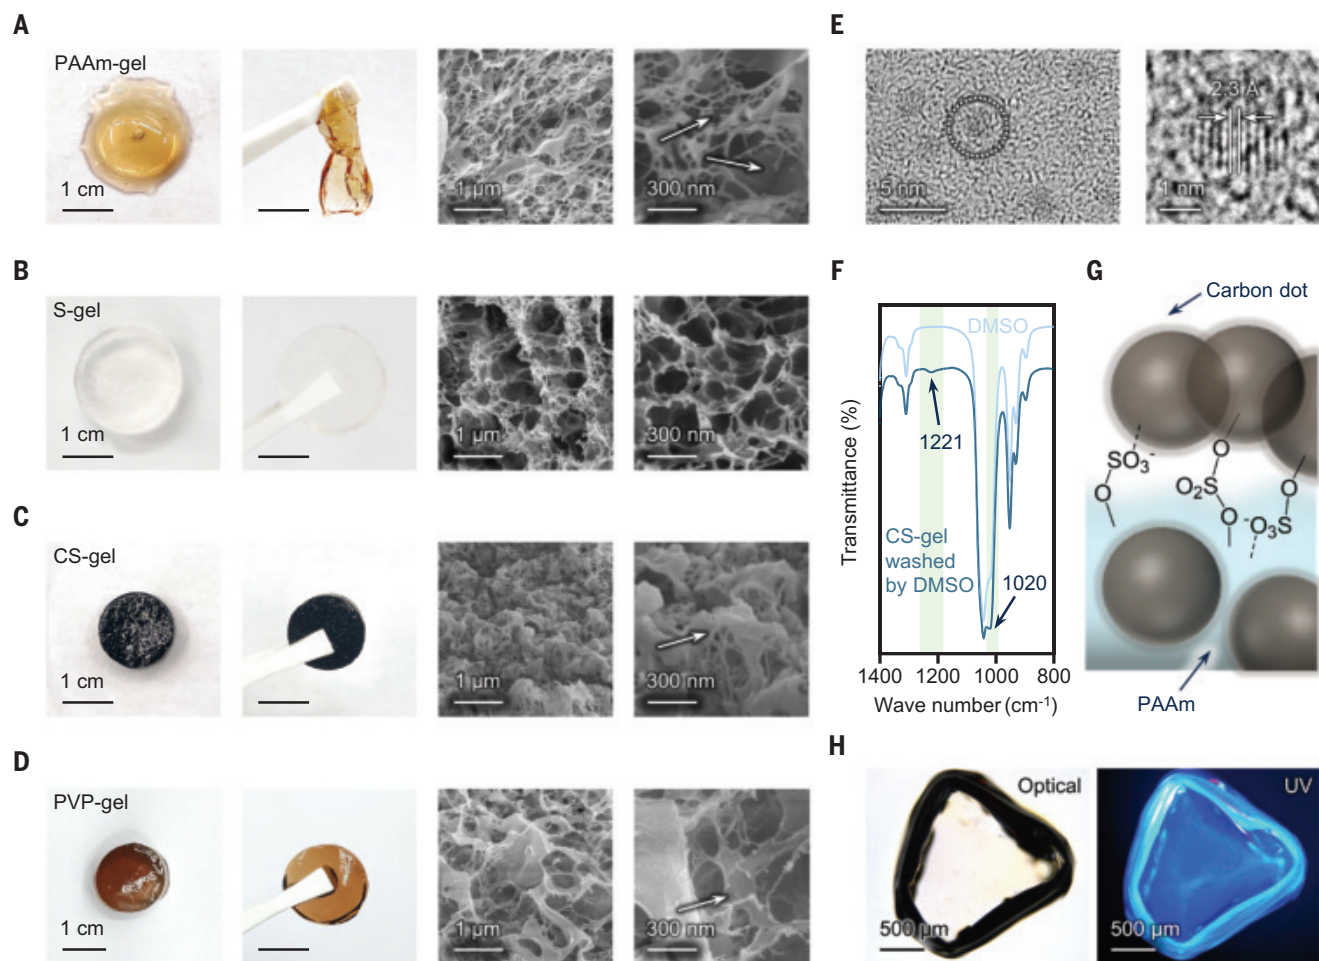 A
PAAm-gel
1 cm
1 µm
300 nm
B
S-gel
1 cm
1 µm
300 nm
C
CS-gel
1 cm
1 µm
300 nm
D
PVP-gel
1 cm
1 µm
300 nm
E
5 nm
2.3 A
1 nm
F
DMSO
1221
CS-gel
washed
by DMSO
1020
Transmittance (%)
1400 1200 1000 800
Wave number (cm⁻¹)
G
Carbon dot
SO₃⁻
O
O
O₂S
O
O
⁻O₃S
PAAm
H
Optical
500 µm
UV
500 µm